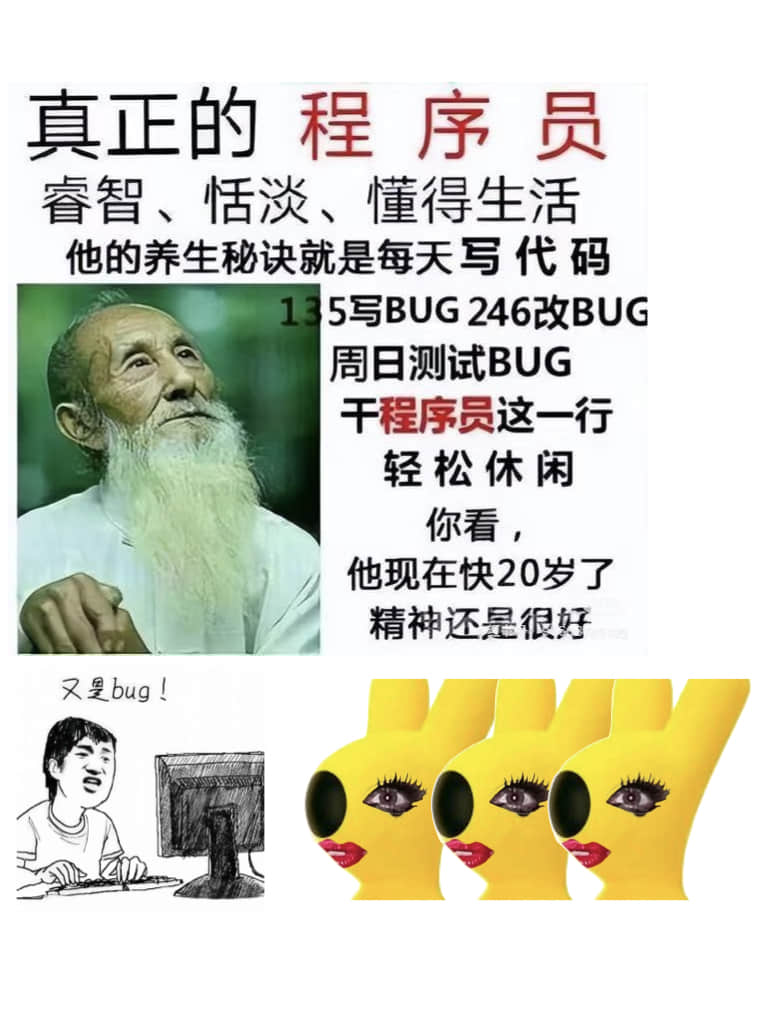 真正的 程序员
睿智、恬淡、懂得生活
他的养生秘诀就是每天写代码
135写BUG 246改BUG
周日测试BUG
干程序员这一行
轻松休闲
你看，
他现在快20岁了
精神还是很好
又是bug！